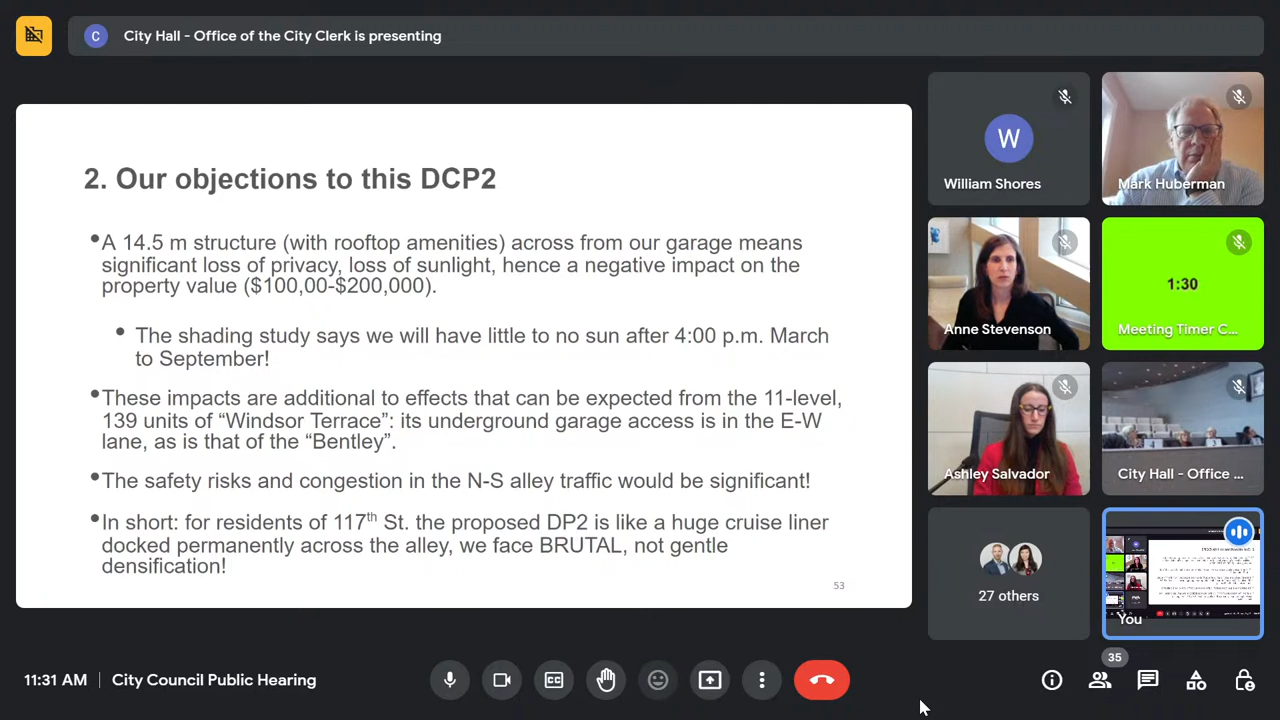 C
City Hall - Office of the City Clerk is presenting
2. Our objections to this DCP2
•A 14.5 m structure (with rooftop amenities) across from our garage means
significant loss of privacy, loss of sunlight, hence a negative impact on the
property value ($100,00-$200,000).
• The shading study says we will have little to no sun after 4:00 p.m. March
to September!
•These impacts are additional to effects that can be expected from the 11-level,
139 units of “Windsor Terrace”: its underground garage access is in the E-W
lane, as is that of the “Bentley”.
•The safety risks and congestion in the N-S alley traffic would be significant!
•In short: for residents of 117th St. the proposed DP2 is like a huge cruise liner
docked permanently across the alley, we face BRUTAL, not gentle
densification!
53
W
William Shores
Mark Huberman
Anne Stevenson
1:30
Meeting Timer C...
Ashley Salvador
City Hall - Office ...
27 others
You
11:31 AM | City Council Public Hearing
CC
35